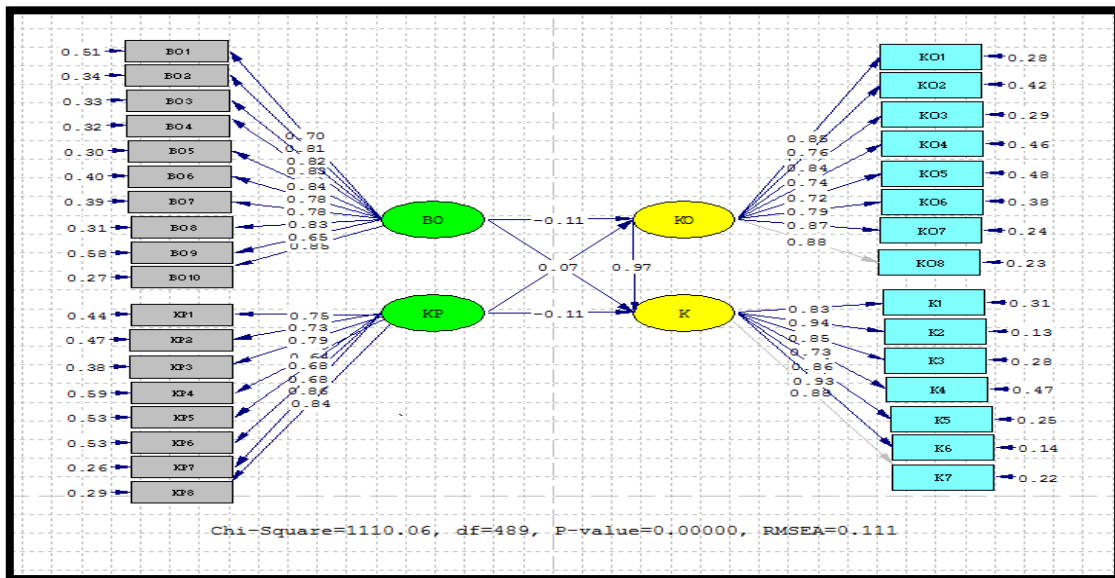 0.51 BO1
0.34 BO2
0.33 BO3
0.32 BO4
0.30 BO5
0.40 BO6
0.39 BO7
0.31 BO8
0.58 BO9
0.27 BO10
0.70
0.81
0.82
0.83
0.84
0.78
0.78
0.83
0.65
0.85
0.44 KP1
0.47 KP2
0.38 KP3
0.59 KP4
0.53 KP5
0.53 KP6
0.26 KP7
0.29 KP8
0.75
0.73
0.79
0.68
0.68
0.86
0.84
BO -0.11 KO
0.07 0.97
KP -0.11 K
0.85
0.76
0.84
0.74
0.72
0.79
0.87
0.88
KO1 0.28
KO2 0.42
KO3 0.29
KO4 0.46
KO5 0.48
KO6 0.38
KO7 0.24
KO8 0.23
0.83
0.94
0.85
0.73
0.86
0.93
0.88
K1 0.31
K2 0.13
K3 0.28
K4 0.47
K5 0.25
K6 0.14
K7 0.22
Chi-Square=1110.06, df=489, P-value=0.00000, RMSEA=0.111